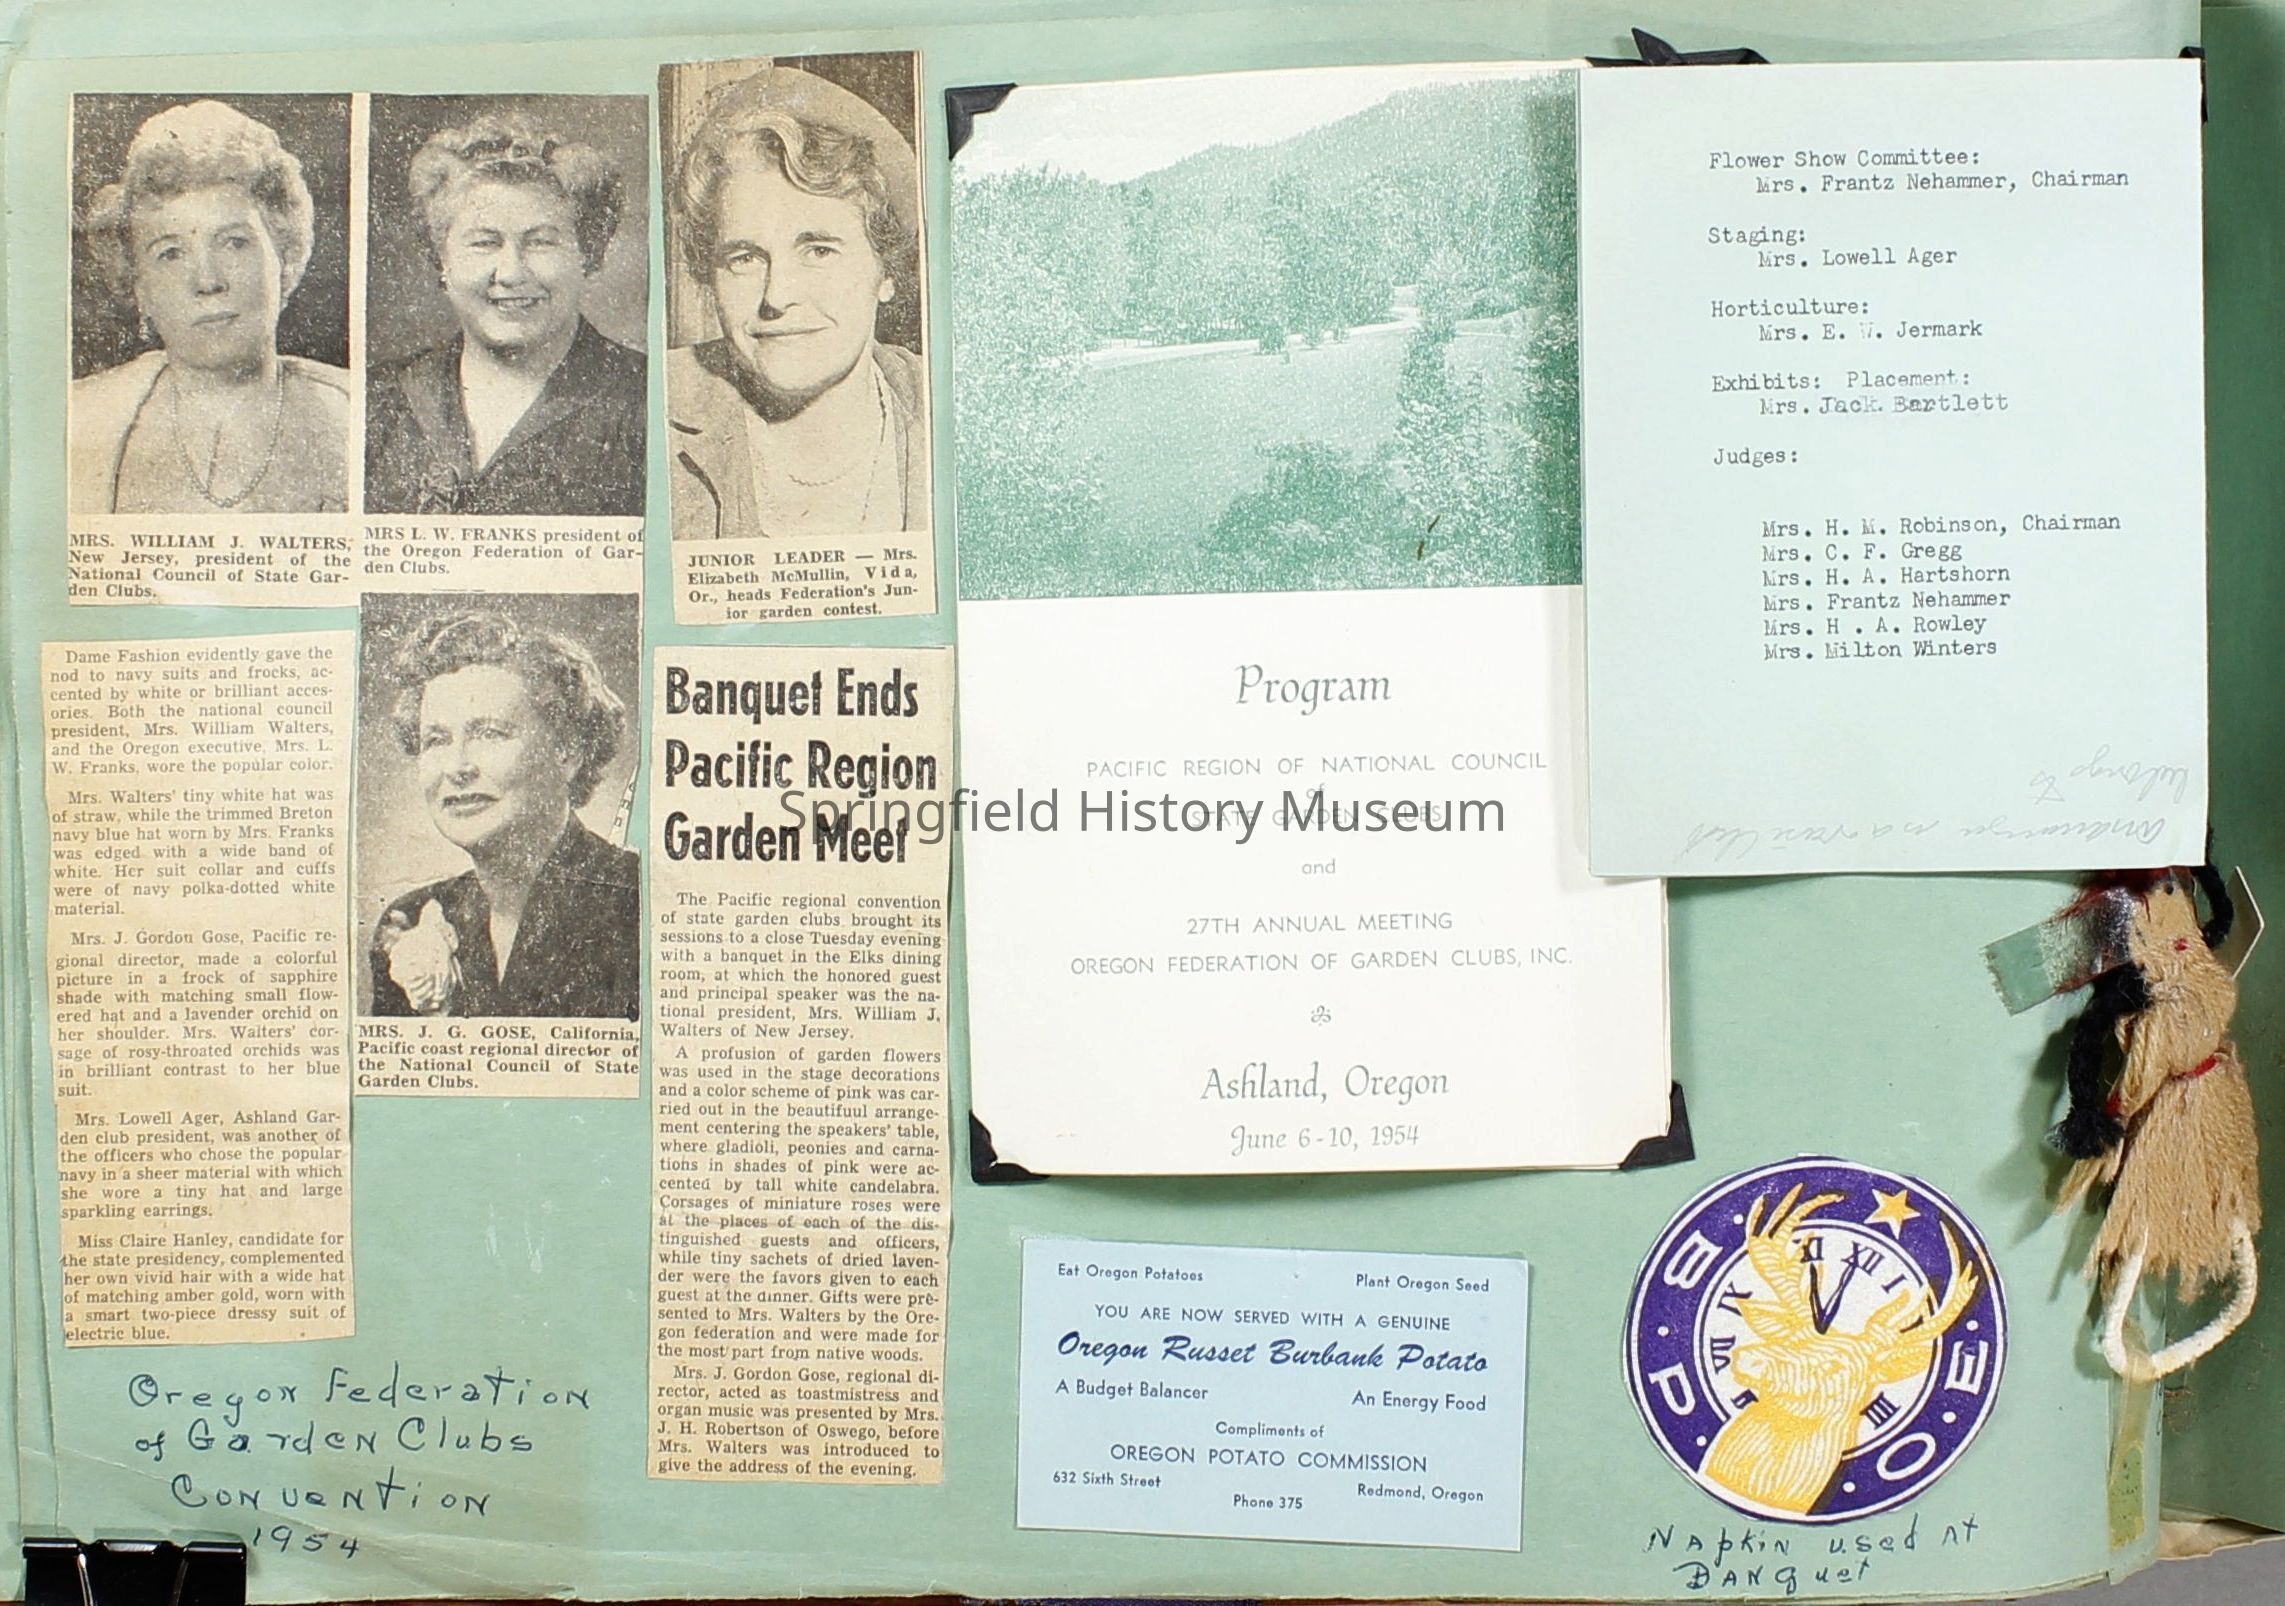 MRS. WILLIAM J. WALTERS,
New Jersey, president of the
National Council of State Gar-
den Clubs.
MRS L. W. FRANKS president of
the Oregon Federation of Gar-
den Clubs.
JUNIOR LEADER — Mrs.
Elizabeth McMullin, Vida,
Or., heads Federation's Jun-
ior garden contest.
Dame Fashion evidently gave the
nod to navy suits and frocks, ac-
cented by white or brilliant acces-
ories. Both the national council
president, Mrs. William Walters,
and the Oregon executive, Mrs. L.
W. Franks, wore the popular color.
Mrs. Walters' tiny white hat was
of straw, while the trimmed Breton
navy blue hat worn by Mrs. Franks
was edged with a wide band of
white. Her suit collar and cuffs
were of navy polka-dotted white
material.
Mrs. J. Gordon Gose, Pacific re-
gional director, made a colorful
picture in a frock of sapphire
shade with matching small flow-
ered hat and a lavender orchid on
her shoulder. Mrs. Walters' cor-
sage of rosy-throated orchids was
in brilliant contrast to her blue
suit.
Mrs. Lowell Ager, Ashland Gar-
den club president, was another of
the officers who chose the popular
navy in a sheer material with which
she wore a tiny hat and large
sparkling earrings.
Miss Claire Hanley, candidate for
the state presidency, complemented
her own vivid hair with a wide hat
of matching amber gold, worn with
a smart two-piece dressy suit of
electric blue.
MRS. J. G. GOSE, California,
Pacific coast regional director of
the National Council of State
Garden Clubs.
Oregon Federation
of Garden Clubs
Convention
1954
Banquet Ends
Pacific Region
Garden Meet
The Pacific regional convention
of state garden clubs brought its
sessions to a close Tuesday evening
with a banquet in the Elks dining
room, at which the honored guest
and principal speaker was the na-
tional president, Mrs. William J.
Walters of New Jersey.
A profusion of garden flowers
was used in the stage decorations
and a color scheme of pink was car-
ried out in the beautifuul arrange-
ment centering the speakers' table,
where gladioli, peonies and carna-
tions in shades of pink were ac-
cented by tall white candelabra.
Corsages of miniature roses were
at the places of each of the dis-
tinguished guests and officers,
while tiny sachets of dried laven-
der were the favors given to each
guest at the dinner. Gifts were pre-
sented to Mrs. Walters by the Ore-
gon federation and were made for
the most part from native woods.
Mrs. J. Gordon Gose, regional di-
rector, acted as toastmistress and
organ music was presented by Mrs.
J. H. Robertson of Oswego, before
Mrs. Walters was introduced to
give the address of the evening.
Program
PACIFIC REGION OF NATIONAL COUNCIL
of
STATE GARDEN CLUBS
and
27TH ANNUAL MEETING
OREGON FEDERATION OF GARDEN CLUBS, INC.
Ashland, Oregon
June 6-10, 1954
Springfield History Museum
Flower Show Committee:
Mrs. Frantz Nehammer, Chairman
Staging:
Mrs. Lowell Ager
Horticulture:
Mrs. E. W. Jermark
Exhibits: Placement:
Mrs. Jack Bartlett
Judges:
Mrs. H. M. Robinson, Chairman
Mrs. C. F. Gregg
Mrs. H. A. Hartshorn
Mrs. Frantz Nehammer
Mrs. H . A. Rowley
Mrs. Milton Winters
belongs to
Eat Oregon Potatoes
Plant Oregon Seed
YOU ARE NOW SERVED WITH A GENUINE
Oregon Russet Burbank Potato
A Budget Balancer
An Energy Food
Compliments of
OREGON POTATO COMMISSION
632 Sixth Street
Redmond, Oregon
Phone 375
B • P • O • E •
Napkin used at
Banquet